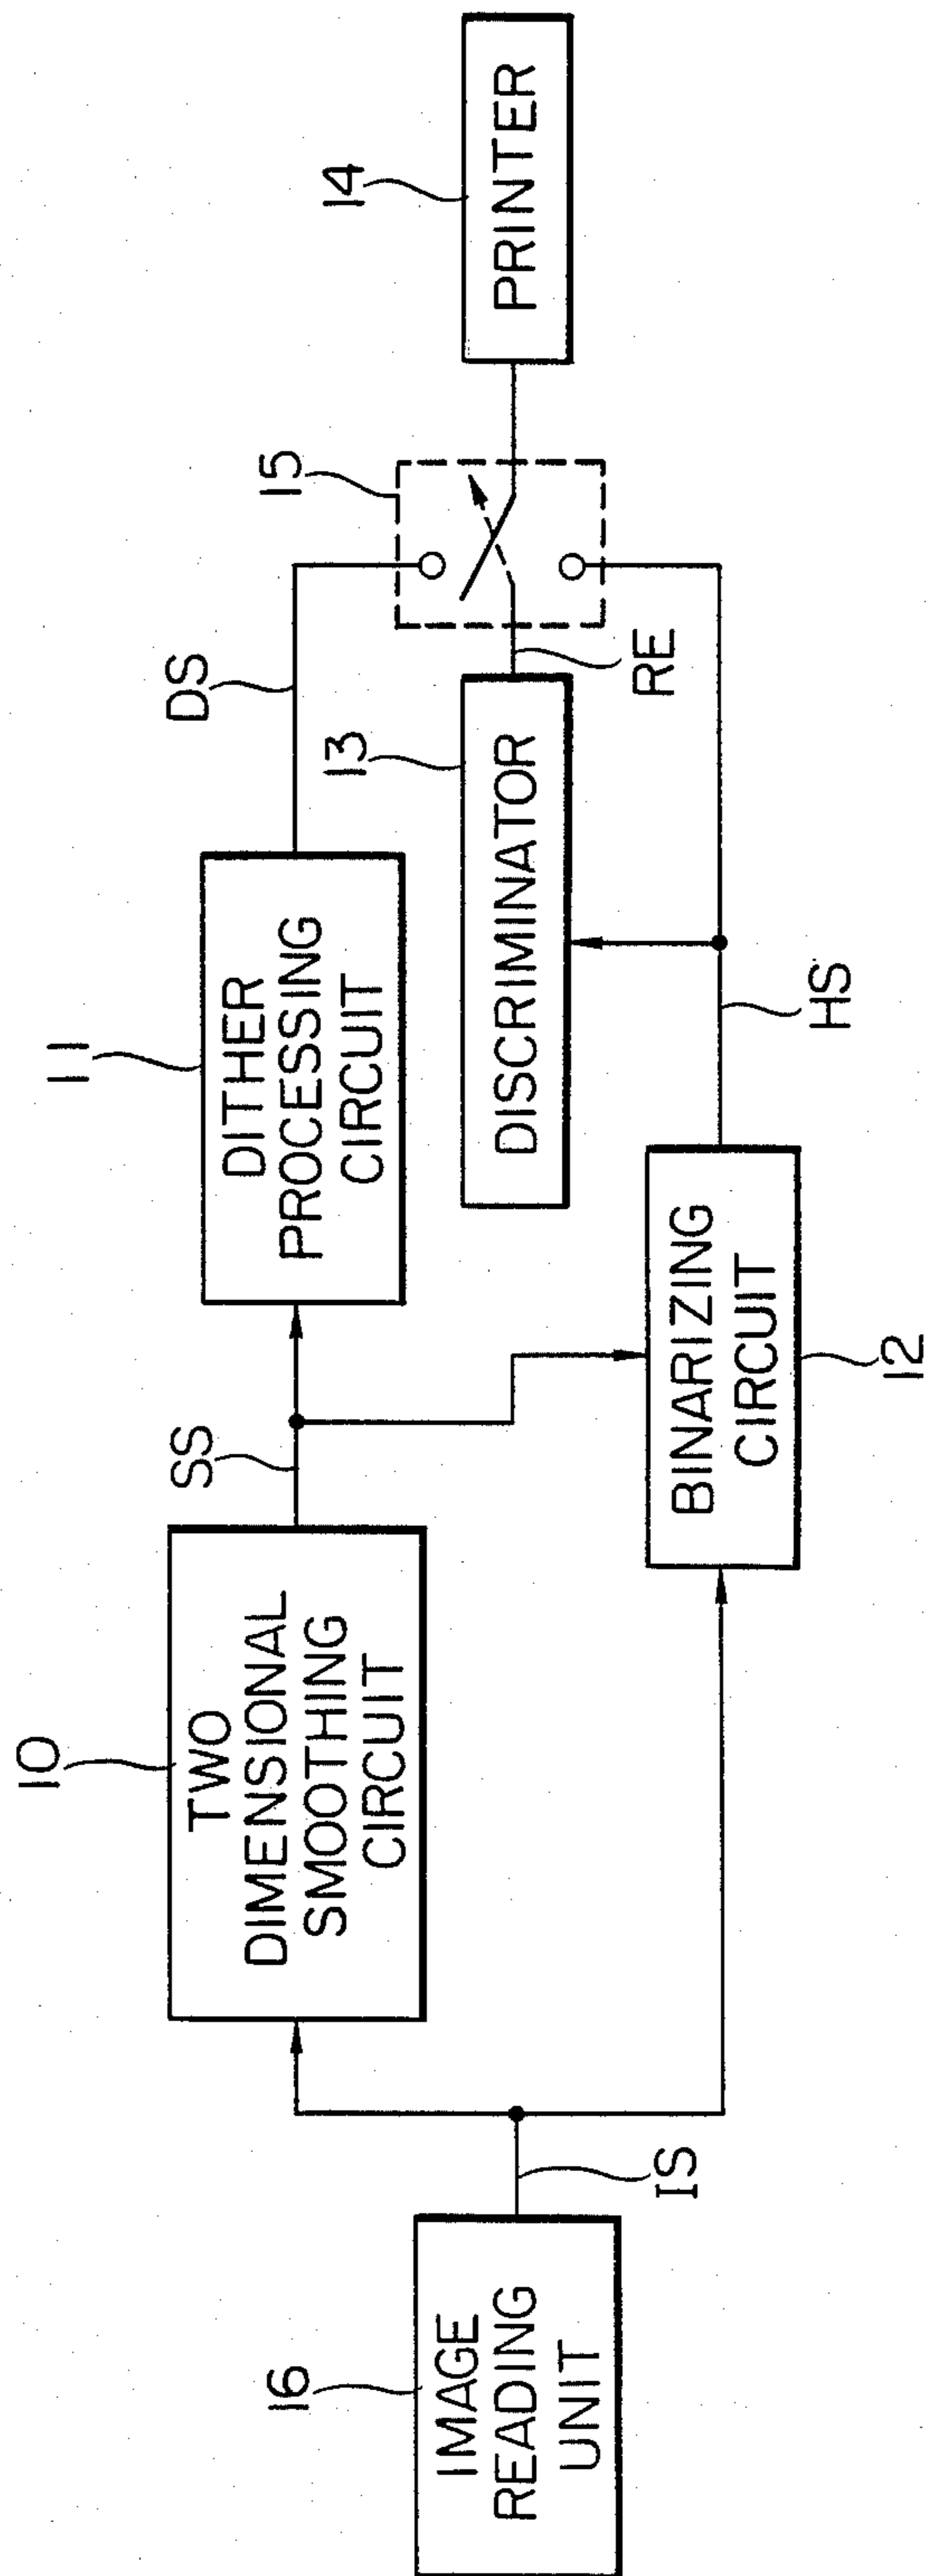 16
IMAGE
READING
UNIT
IS
10
TWO
DIMENSIONAL
SMOOTHING
CIRCUIT
SS
11
DITHER
PROCESSING
CIRCUIT
DS
12
BINARIZING
CIRCUIT
HS
13
DISCRIMINATOR
RE
15
14
PRINTER